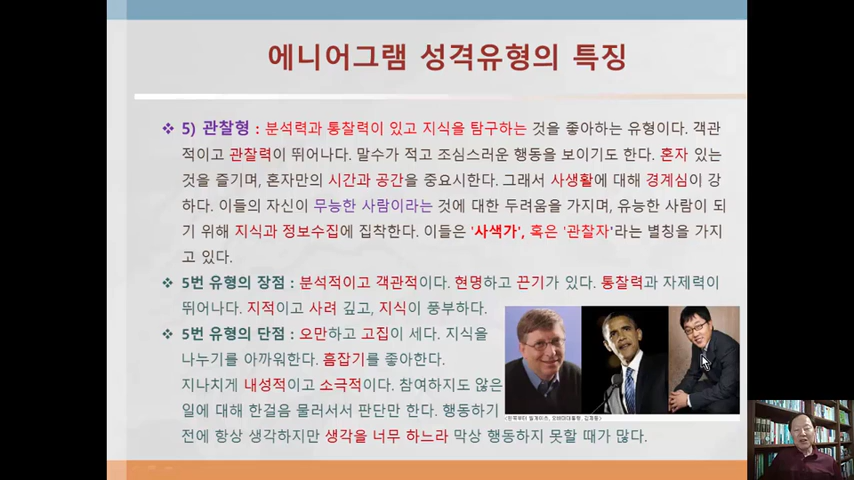 에니어그램 성격유형의 특징
❖ 5) 관찰형 : 분석력과 통찰력이 있고 지식을 탐구하는 것을 좋아하는 유형이다. 객관
적이고 관찰력이 뛰어나다. 말수가 적고 조심스러운 행동을 보이기도 한다. 혼자 있는
것을 즐기며, 혼자만의 시간과 공간을 중요시한다. 그래서 사생활에 대해 경계심이 강
하다. 이들의 자신이 무능한 사람이라는 것에 대한 두려움을 가지며, 유능한 사람이 되
기 위해 지식과 정보수집에 집착한다. 이들은 '사색가', 혹은 '관찰자'라는 별칭을 가지
고 있다.
❖ 5번 유형의 장점 : 분석적이고 객관적이다. 현명하고 끈기가 있다. 통찰력과 자제력이
뛰어나다. 지적이고 사려 깊고, 지식이 풍부하다.
❖ 5번 유형의 단점 : 오만하고 고집이 세다. 지식을
나누기를 아까워한다. 흠잡기를 좋아한다.
지나치게 내성적이고 소극적이다. 참여하지도 않은
일에 대해 한걸음 물러서서 판단만 한다. 행동하기
전에 항상 생각하지만 생각을 너무 하느라 막상 행동하지 못할 때가 많다.